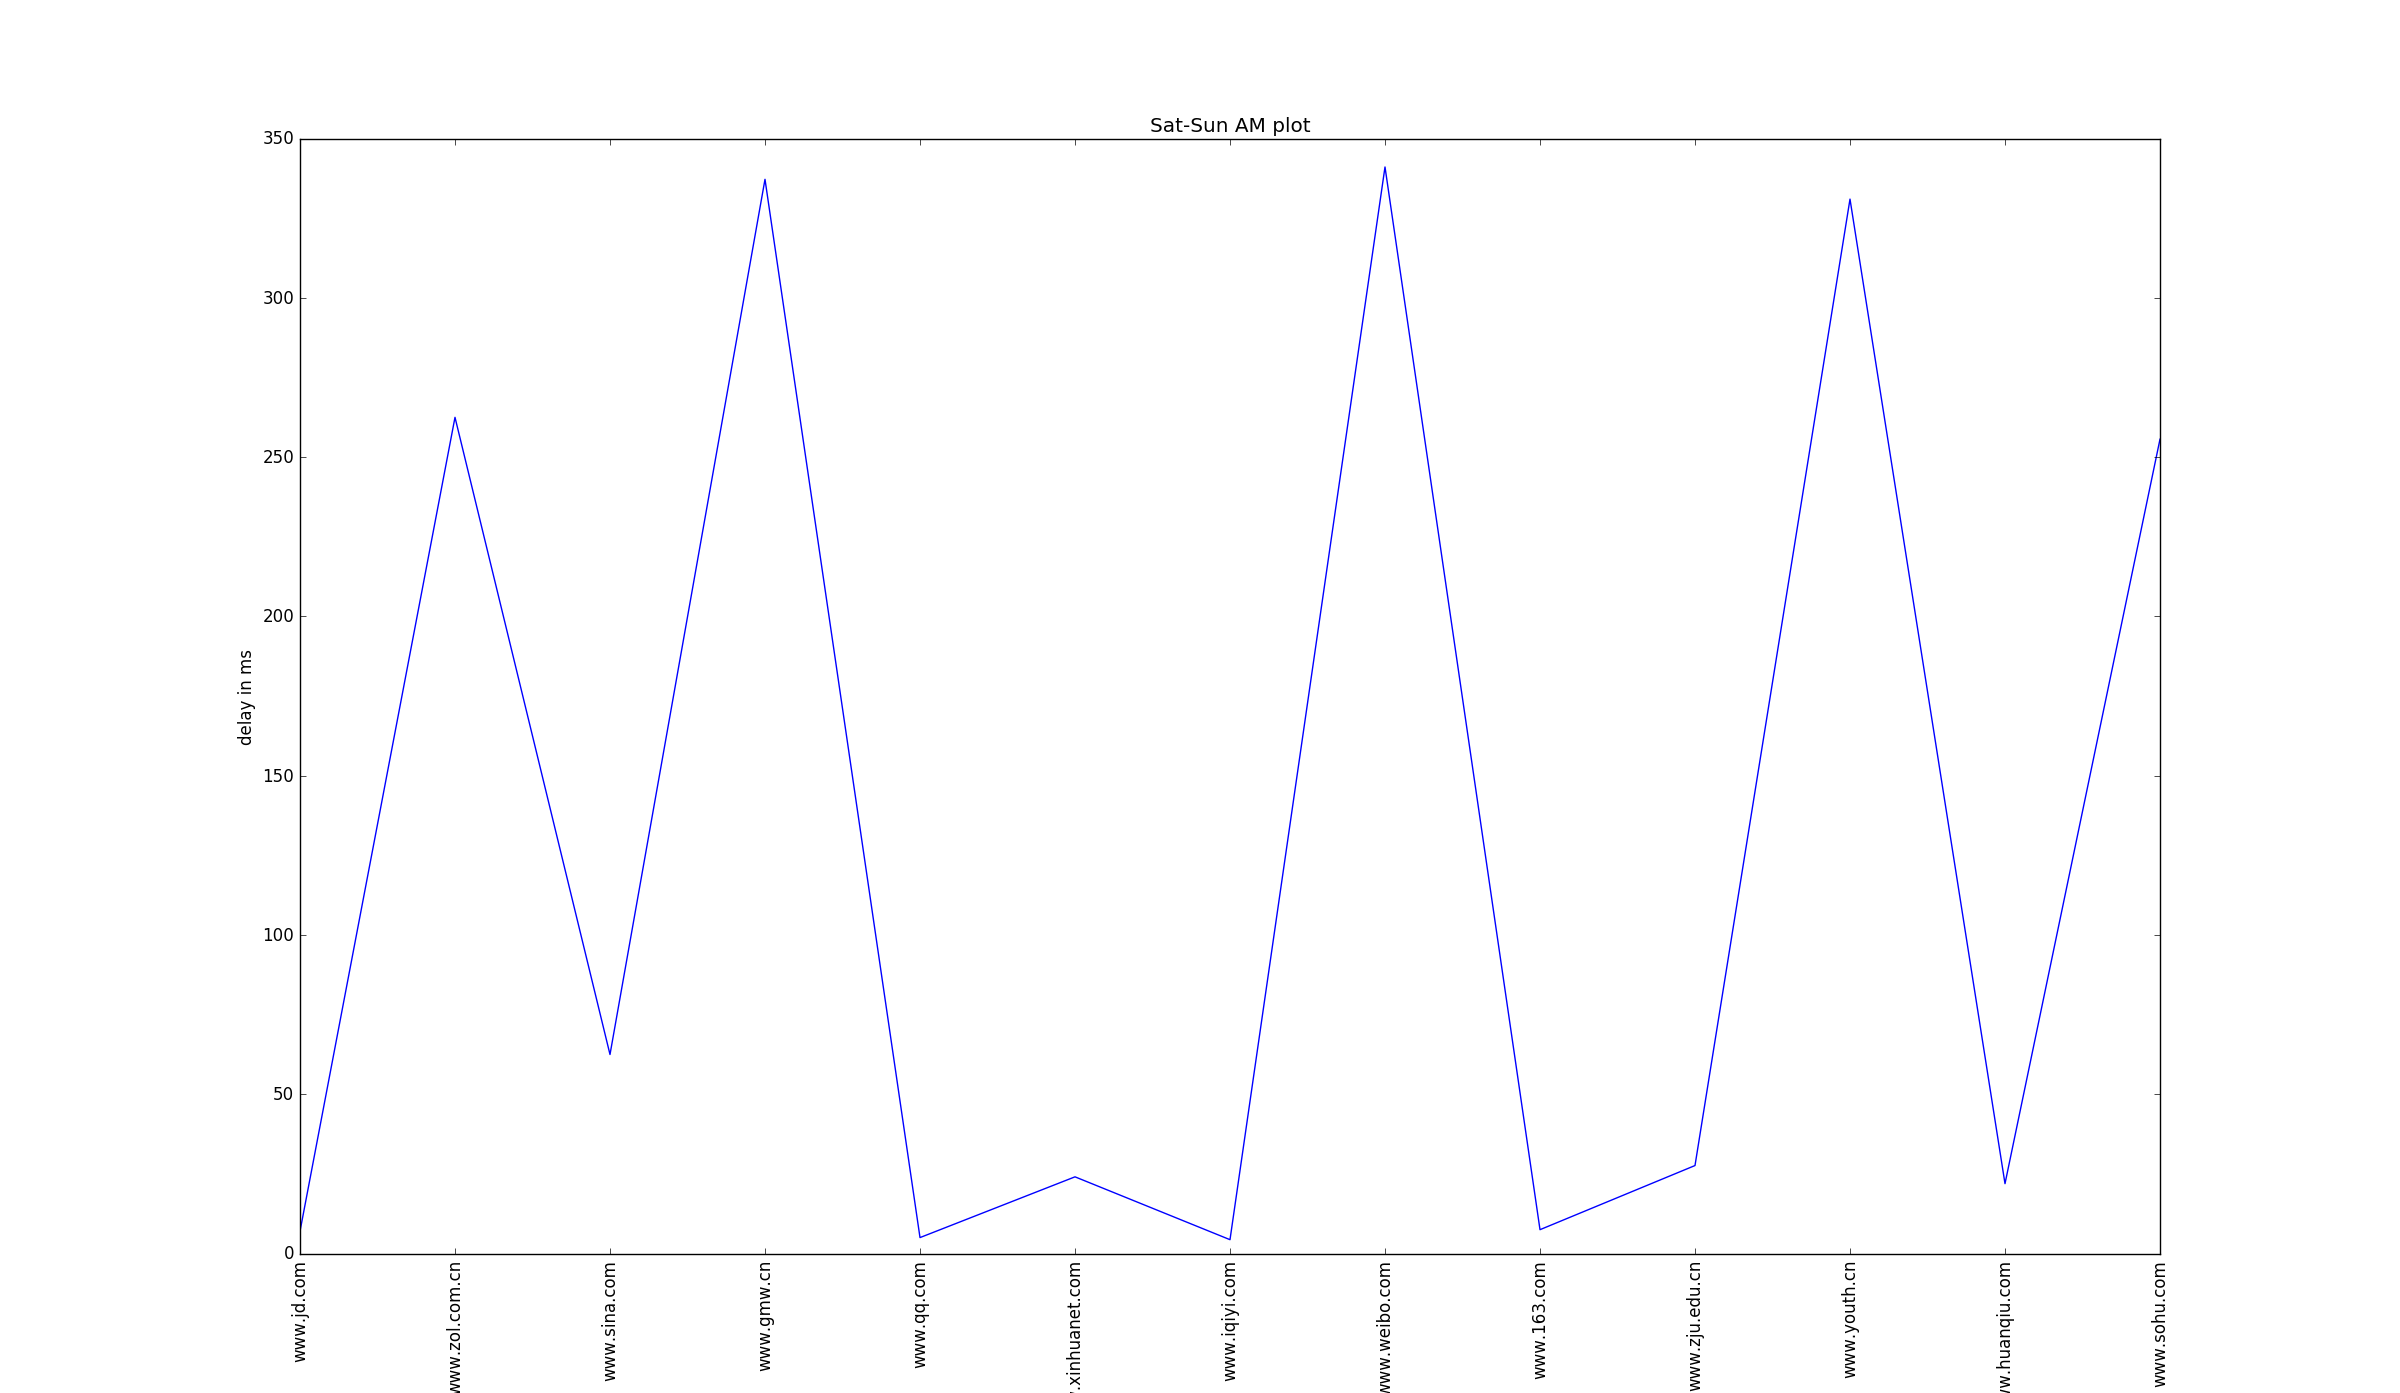 Sat-Sun AM plot
350
300
250
200
150
100
50
0
delay in ms
www.jd.com
www.zol.com.cn
www.sina.com
www.gmw.cn
www.qq.com
.xinhuanet.com
www.iqiyi.com
www.weibo.com
www.163.com
www.zju.edu.cn
www.youth.cn
ww.huanqiu.com
www.sohu.com